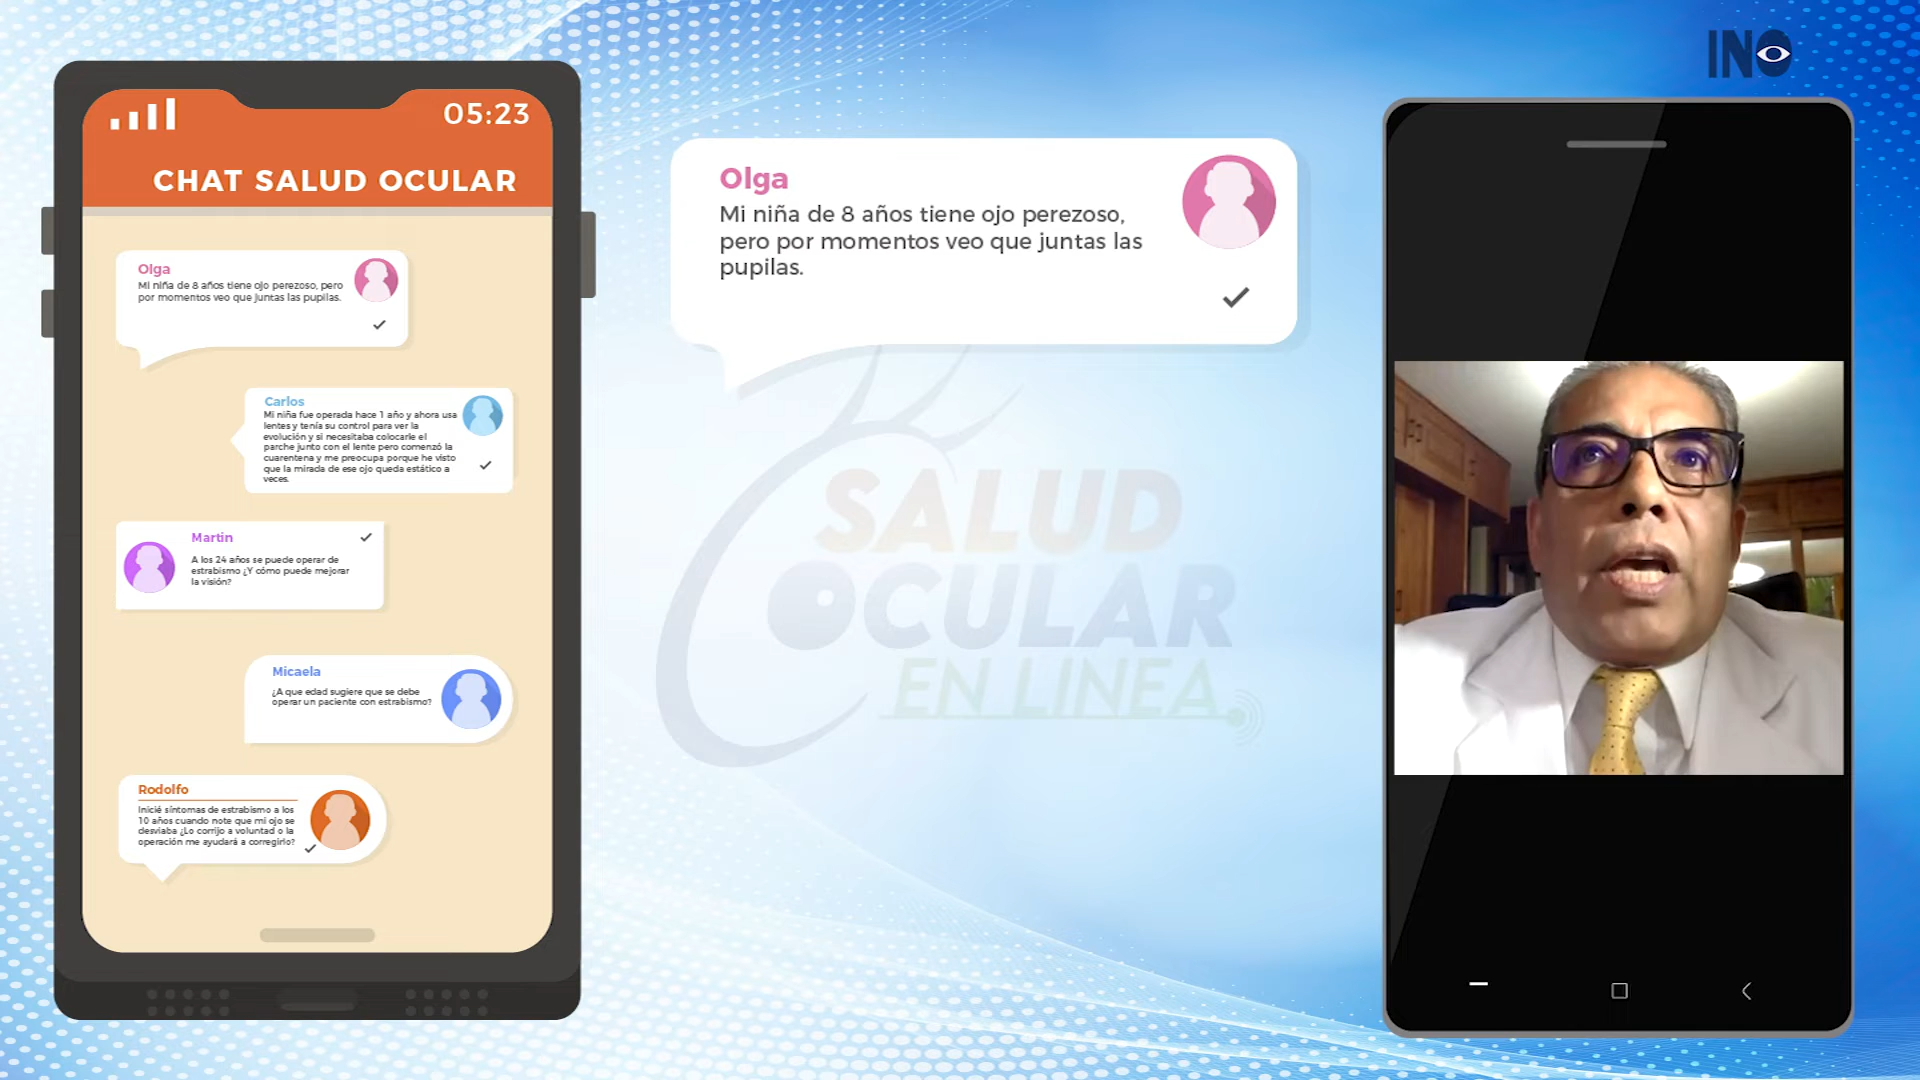 05:23
CHAT SALUD OCULAR
Olga
Mi niña de 8 años tiene ojo perezoso, pero
por momentos veo que juntas las pupilas.
Carlos
Mi niña fue operada hace 1 año y ahora usa
lentes y tenía su control para ver la
evolución y si necesitaba colocarle el
parche junto con el lente pero comenzó la
cuarentena y me preocupa porque he visto
que la mirada de ese ojo queda estático a
veces.
Martin
A los 24 años se puede operar de
estrabismo ¿Y cómo puede mejorar
la visión?
Micaela
¿A que edad sugiere que se debe
operar un paciente con estrabismo?
Rodolfo
Inicié síntomas de estrabismo a los
10 años cuando note que mi ojo se
desviaba ¿Lo corrijo a voluntad o la
operación me ayudará a corregirlo?
Olga
Mi niña de 8 años tiene ojo perezoso,
pero por momentos veo que juntas las
pupilas.
SALUD
OCULAR
EN LINEA
INO